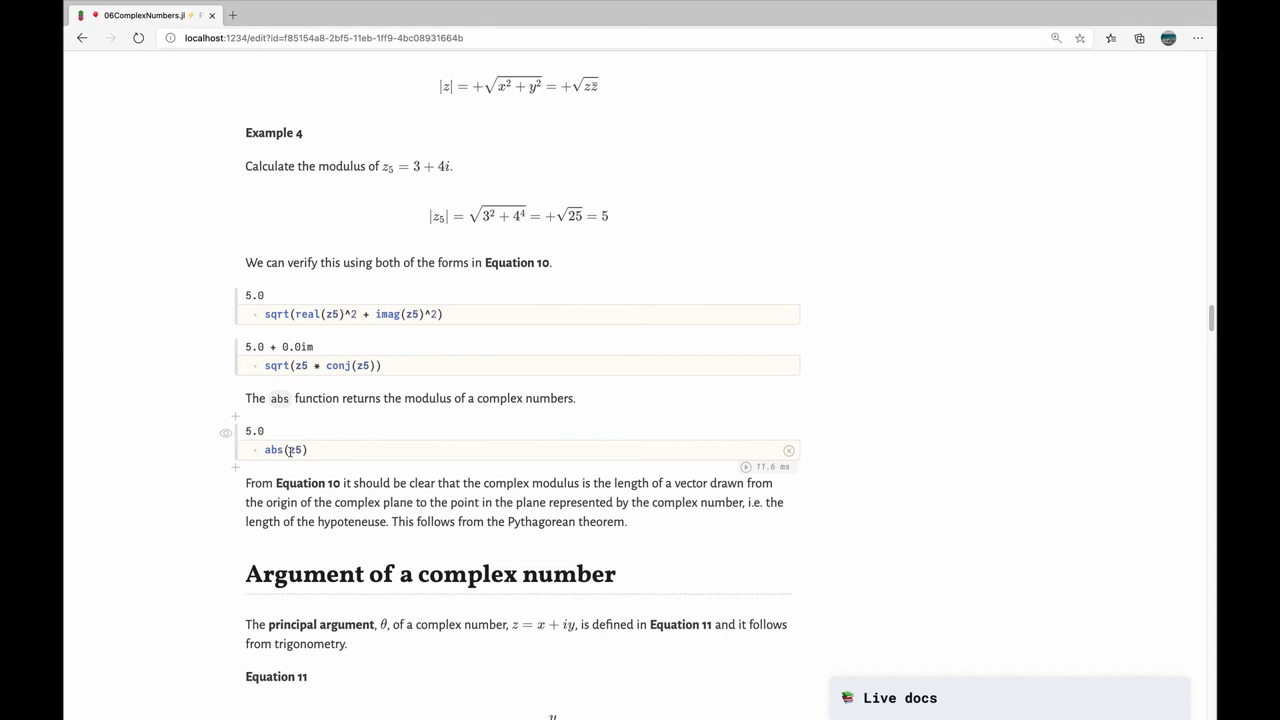 06ComplexNumbers.jl
localhost:1234/edit?id=f85154a8-2bf5-11eb-1ff9-4bc08931664b
|z| = +√x² + y² = +√zz̄
Example 4
Calculate the modulus of z₅ = 3 + 4i.
|z₅| = √3² + 4⁴ = +√25 = 5
We can verify this using both of the forms in Equation 10.
5.0
sqrt(real(z5)^2 + imag(z5)^2)
5.0 + 0.0im
sqrt(z5 * conj(z5))
The abs function returns the modulus of a complex numbers.
5.0
abs(z5)
11.6 ms
From Equation 10 it should be clear that the complex modulus is the length of a vector drawn from
the origin of the complex plane to the point in the plane represented by the complex number, i.e. the
length of the hypoteneuse. This follows from the Pythagorean theorem.
Argument of a complex number
The principal argument, θ, of a complex number, z = x + iy, is defined in Equation 11 and it follows
from trigonometry.
Equation 11
y
Live docs